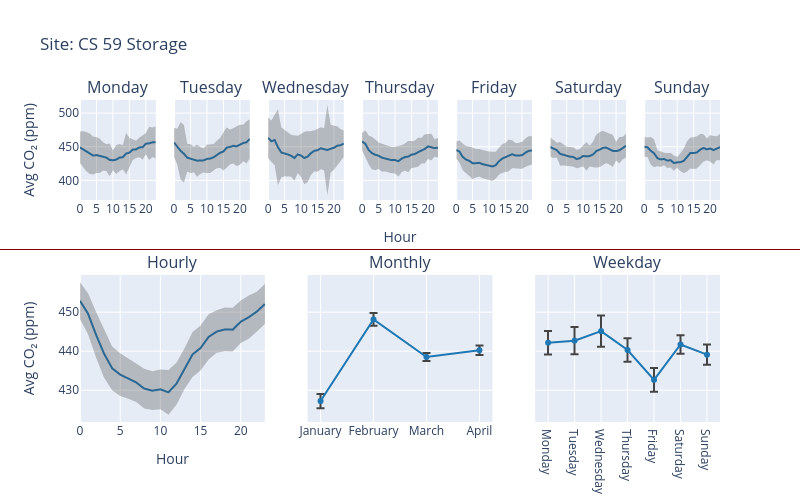 Site: CS 59 Storage
Monday Tuesday Wednesday Thursday Friday Saturday Sunday
Avg CO₂ (ppm)
500
450
400
0 5 10 15 20 0 5 10 15 20 0 5 10 15 20 0 5 10 15 20 0 5 10 15 20 0 5 10 15 20 0 5 10 15 20
Hour
Hourly Monthly Weekday
Avg CO₂ (ppm)
450
440
430
0 5 10 15 20
January February March April
Monday
Tuesday
Wednesday
Thursday
Friday
Saturday
Sunday
Hour